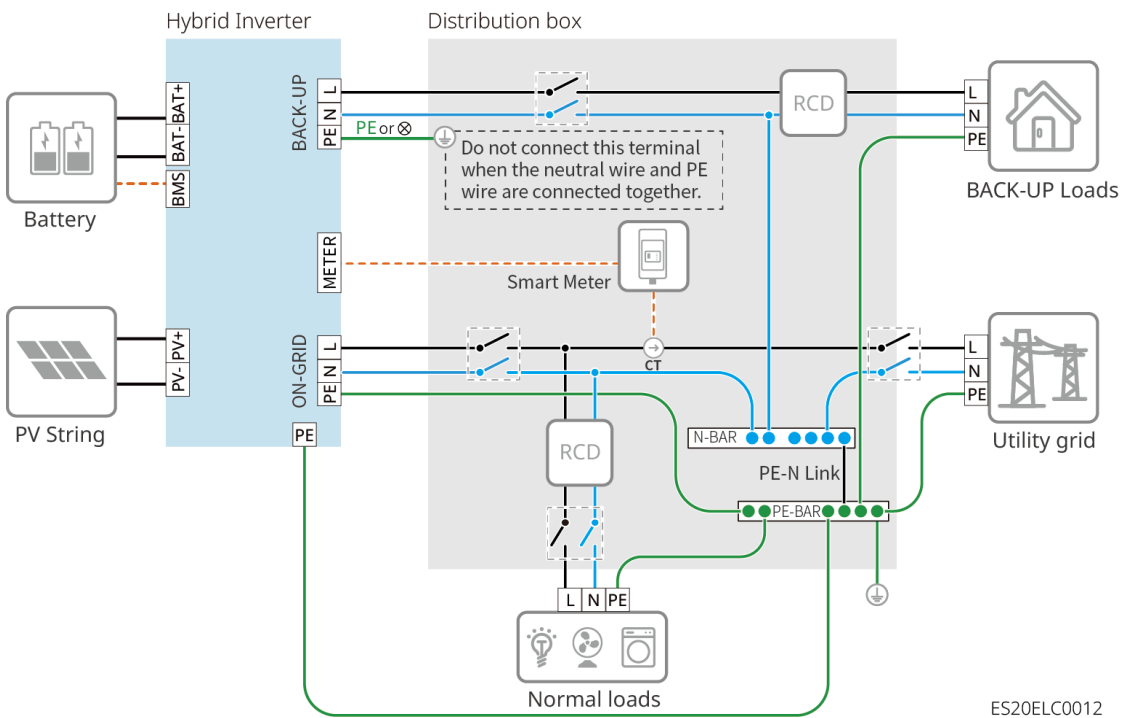 Hybrid Inverter
Distribution box
BACK-UP
L
N
PE
PE or
RCD
L
N
PE
BACK-UP Loads
BAT+
BAT-
BMS
Battery
Do not connect this terminal
when the neutral wire and PE
wire are connected together.
METER
Smart Meter
CT
PV+
PV-
PV String
ON-GRID
L
N
PE
PE
L
N
PE
Utility grid
RCD
N-BAR
PE-N Link
PE-BAR
L
N
PE
Normal loads
ES20ELC0012